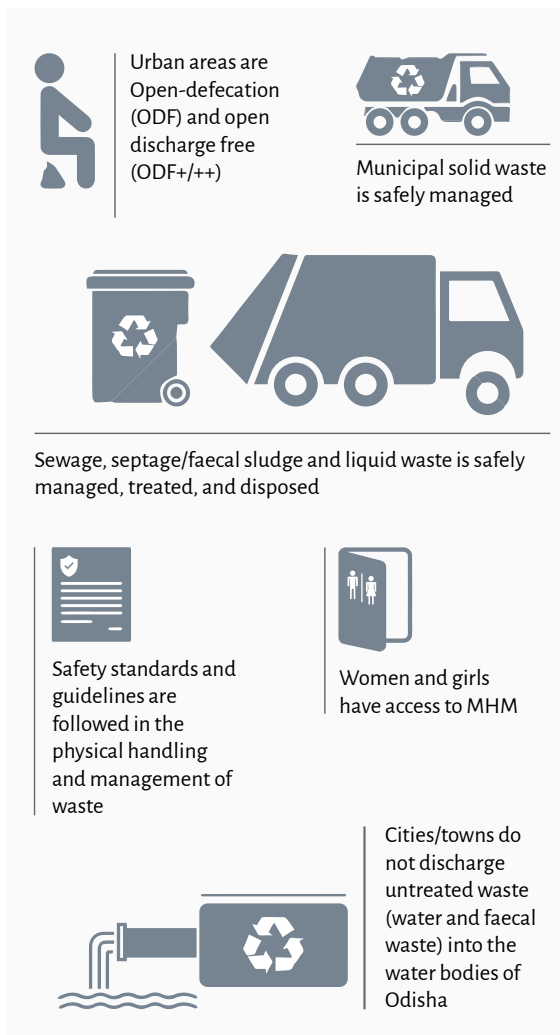 Urban areas are
Open-defecation
(ODF) and open
discharge free
(ODF+/++)
Municipal solid waste
is safely managed
Sewage, septage/faecal sludge and liquid waste is safely
managed, treated, and disposed
Safety standards and
guidelines are
followed in the
physical handling
and management of
waste
Women and girls
have access to MHM
Cities/towns do
not discharge
untreated waste
(water and faecal
waste) into the
water bodies of
Odisha